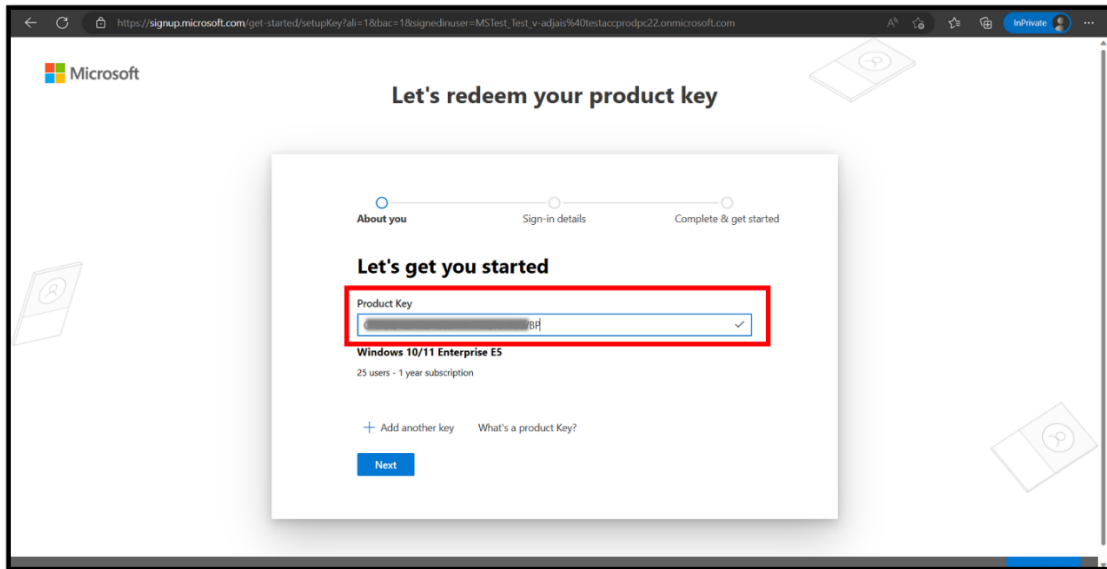 https://signup.microsoft.com/get-started/setupKey?ali=1&bac=1&signedinuser=MSTest_Test_v-adjais%40testaccprodpc22.onmicrosoft.com
InPrivate
Microsoft
Let's redeem your product key
About you
Sign-in details
Complete & get started
Let's get you started
Product Key
Windows 10/11 Enterprise E5
25 users - 1 year subscription
+ Add another key
What's a product Key?
Next